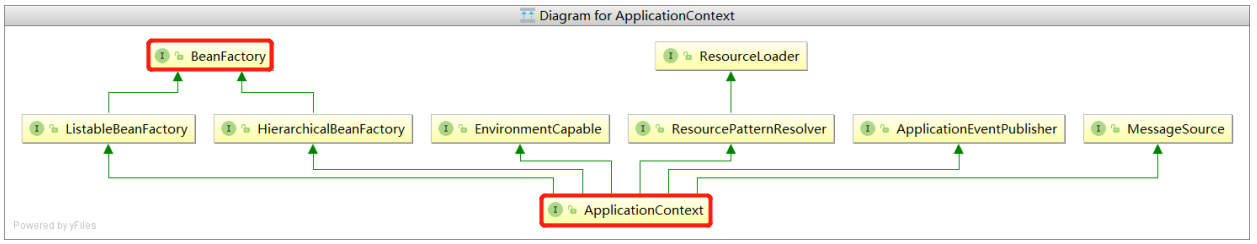 Diagram for ApplicationContext
I BeanFactory
I ResourceLoader
I ListableBeanFactory
I HierarchicalBeanFactory
I EnvironmentCapable
I ResourcePatternResolver
I ApplicationEventPublisher
I MessageSource
I ApplicationContext
Powered by yFiles